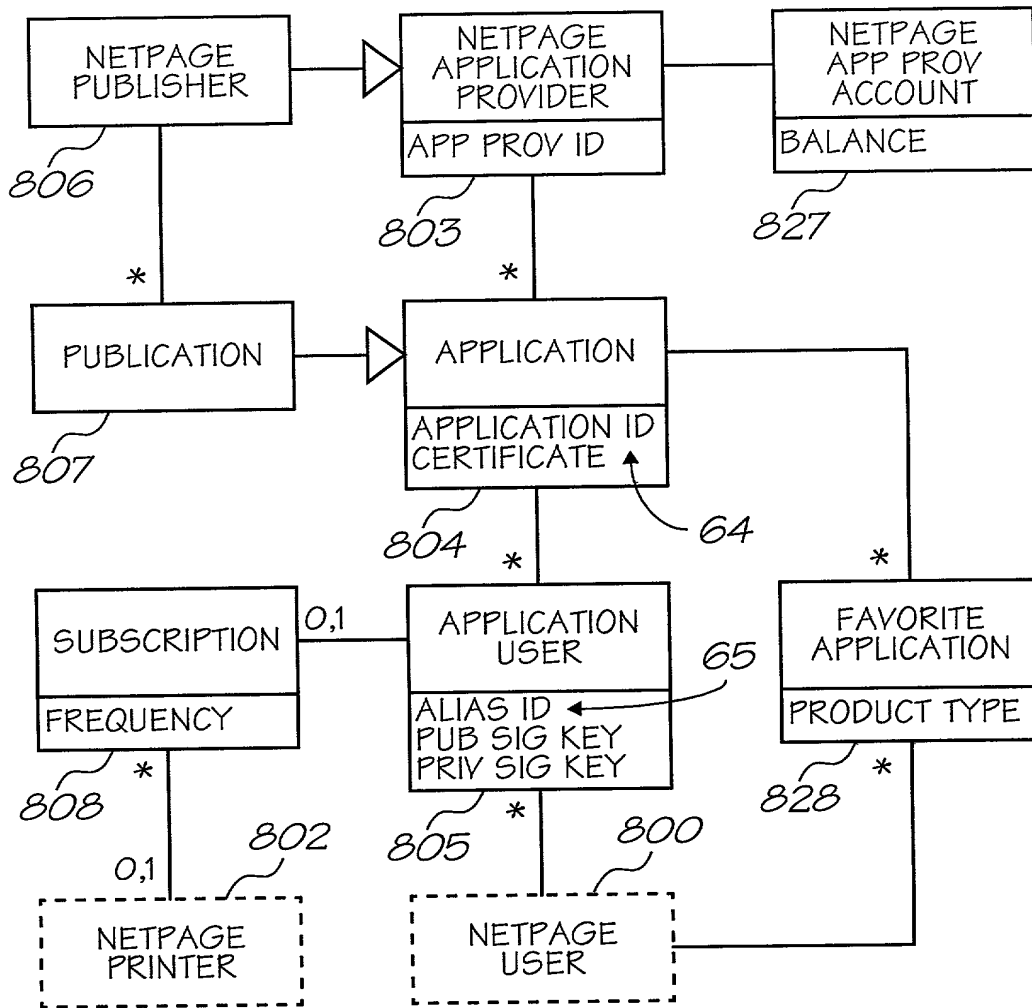 NETPAGE
PUBLISHER
806
NETPAGE
APPLICATION
PROVIDER
APP PROV ID
803
NETPAGE
APP PROV
ACCOUNT
BALANCE
827
*
*
PUBLICATION
807
APPLICATION
APPLICATION ID
CERTIFICATE
804
64
*
*
SUBSCRIPTION
FREQUENCY
808
0,1
APPLICATION
USER
ALIAS ID
PUB SIG KEY
PRIV SIG KEY
805
65
FAVORITE
APPLICATION
PRODUCT TYPE
828
*
*
*
0,1
802
NETPAGE
PRINTER
800
NETPAGE
USER